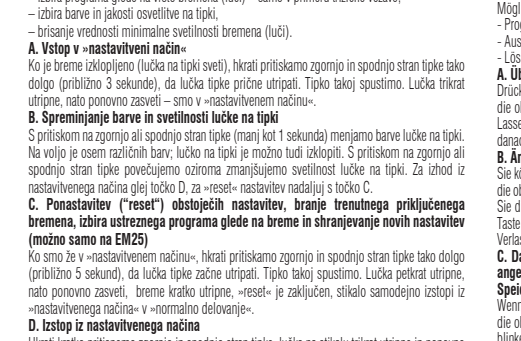 – izbira barve in jakosti osvetlitve na tipki,
– brisanje vrednosti minimalne svetilnosti bremena (luči).
A. Vstop v »nastavitveni način«
Ko je breme izklopljeno (lučka na tipki sveti), hkrati pritiskamo zgornjo in spodnjo stran tipke tako
dolgo (približno 3 sekunde), da lučka tipke prične utripati. Tipko takoj spustimo. Lučka trikrat
utripne, nato ponovno zasveti – smo v »nastavitvenem načinu«.
B. Spreminjanje barve in svetilnosti lučke na tipki
S pritiskom na zgornjo ali spodnjo stran tipke (manj kot 1 sekunda) menjamo barve lučke na tipki.
Na voljo je osem različnih barv; lučko na tipki je možno tudi izklopiti. S pritiskom na zgornjo ali
spodnjo stran tipke povečujemo oziroma zmanjšujemo svetilnost lučke na tipki. Za izhod iz
nastavitvenega načina glej točko D, za »reset« nastavitev nadaljuj s točko C.
C. Ponastavitev (“reset”) obstoječih nastavitev, branje trenutnega priključenega
bremena, izbira ustreznega programa glede na breme in shranjevanje novih nastavitev
(možno samo na EM25)
Ko smo že v »nastavitvenem načinu«, hkrati pritiskamo zgornjo in spodnjo stran tipke tako dolgo
(približno 5 sekund), da lučka tipke začne utripati. Tipko takoj spustimo. Lučka petkrat utripne,
nato ponovno zasveti, breme kratko utripne, »reset« je zaključen, stikalo samodejno izstopi iz
»nastavitvenega načina« v »normalno delovanje«.
D. Izstop iz nastavitvenega načina
Mögl
- Prog
- Aus
- Lös
A. Üb
Drück
die ob
Lasse
danac
B. Än
Sie kö
die ob
Sie d
Taste
Verlas
C. Da
ange
Speic
Wenn
die ob